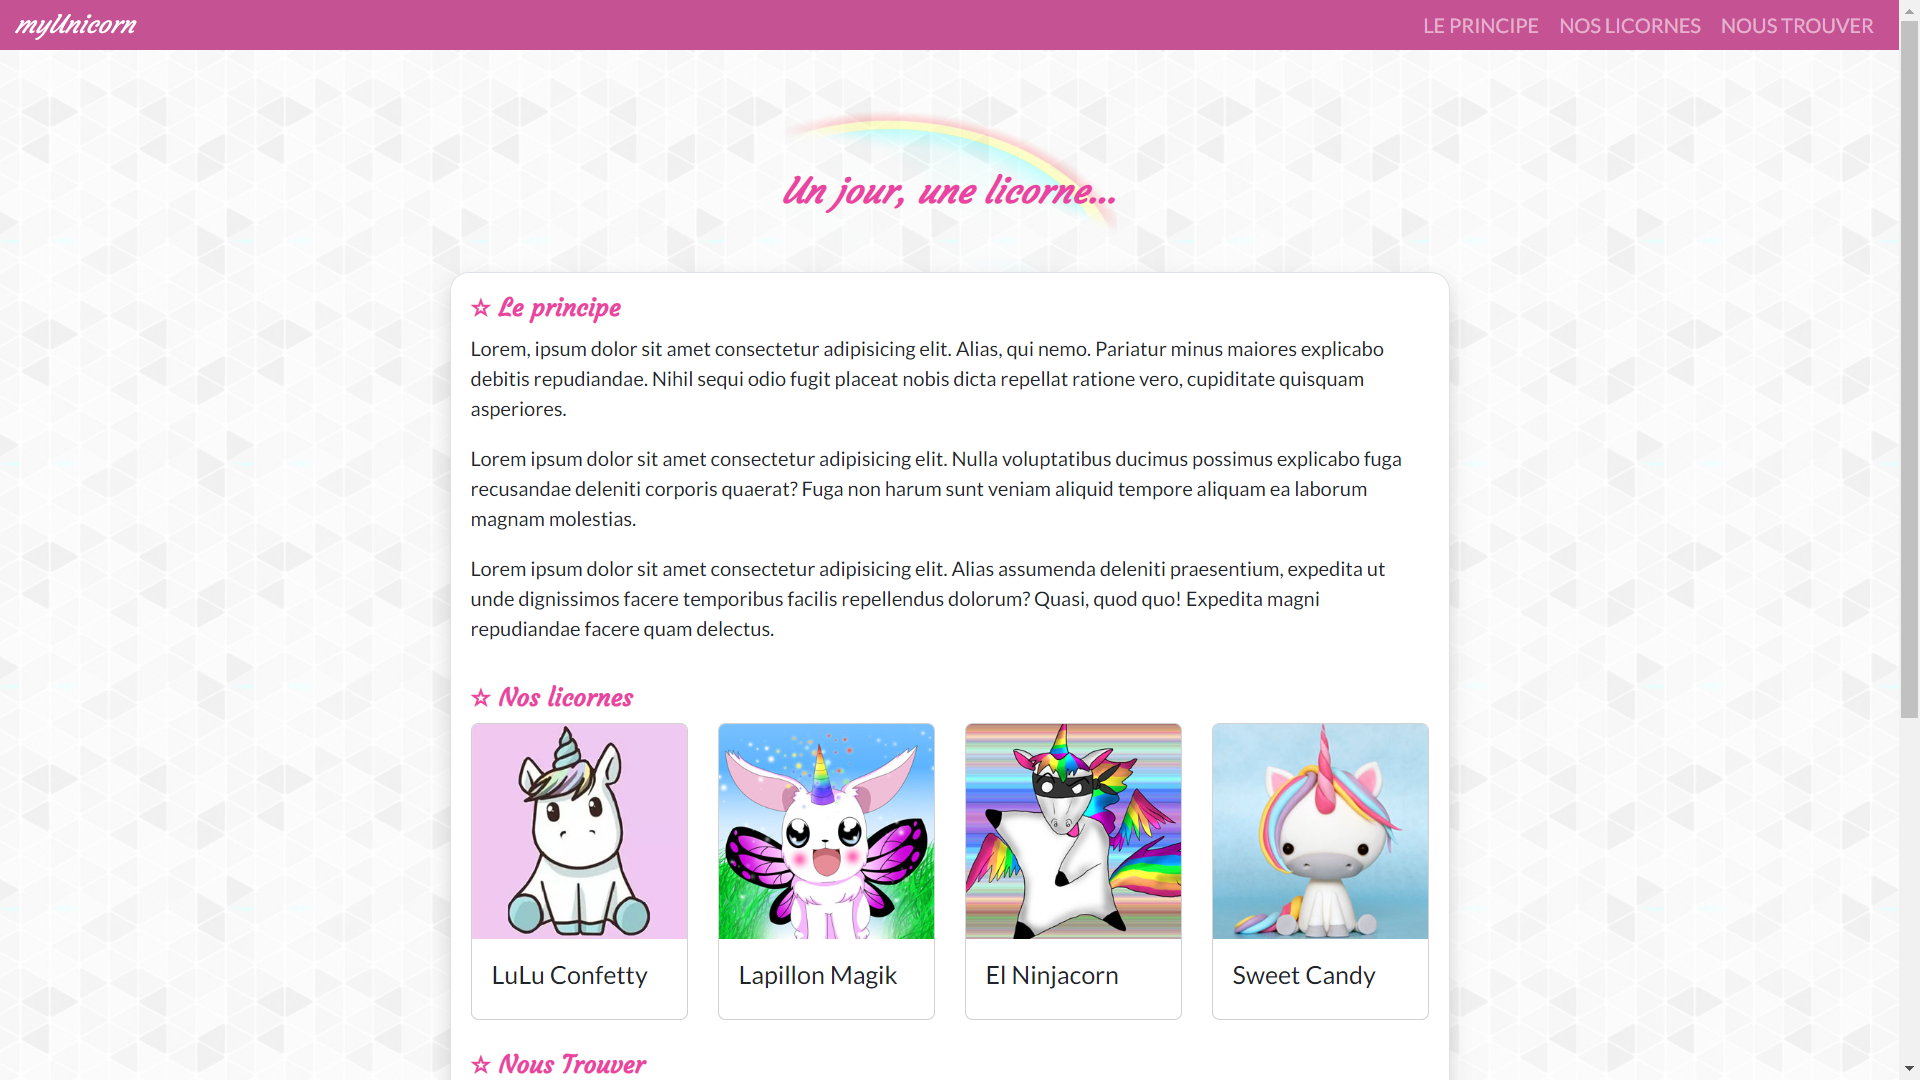 myUnicorn
LE PRINCIPE NOS LICORNES NOUS TROUVER
Un jour, une licorne...
☆ Le principe
Lorem, ipsum dolor sit amet consectetur adipisicing elit. Alias, qui nemo. Pariatur minus maiores explicabo
debitis repudiandae. Nihil sequi odio fugit placeat nobis dicta repellat ratione vero, cupiditate quisquam
asperiores.
Lorem ipsum dolor sit amet consectetur adipisicing elit. Nulla voluptatibus ducimus possimus explicabo fuga
recusandae deleniti corporis quaerat? Fuga non harum sunt veniam aliquid tempore aliquam ea laborum
magnam molestias.
Lorem ipsum dolor sit amet consectetur adipisicing elit. Alias assumenda deleniti praesentium, expedita ut
unde dignissimos facere temporibus facilis repellendus dolorum? Quasi, quod quo! Expedita magni
repudiandae facere quam delectus.
☆ Nos licornes
LuLu Confetty
Lapillon Magik
El Ninjacorn
Sweet Candy
☆ Nous Trouver